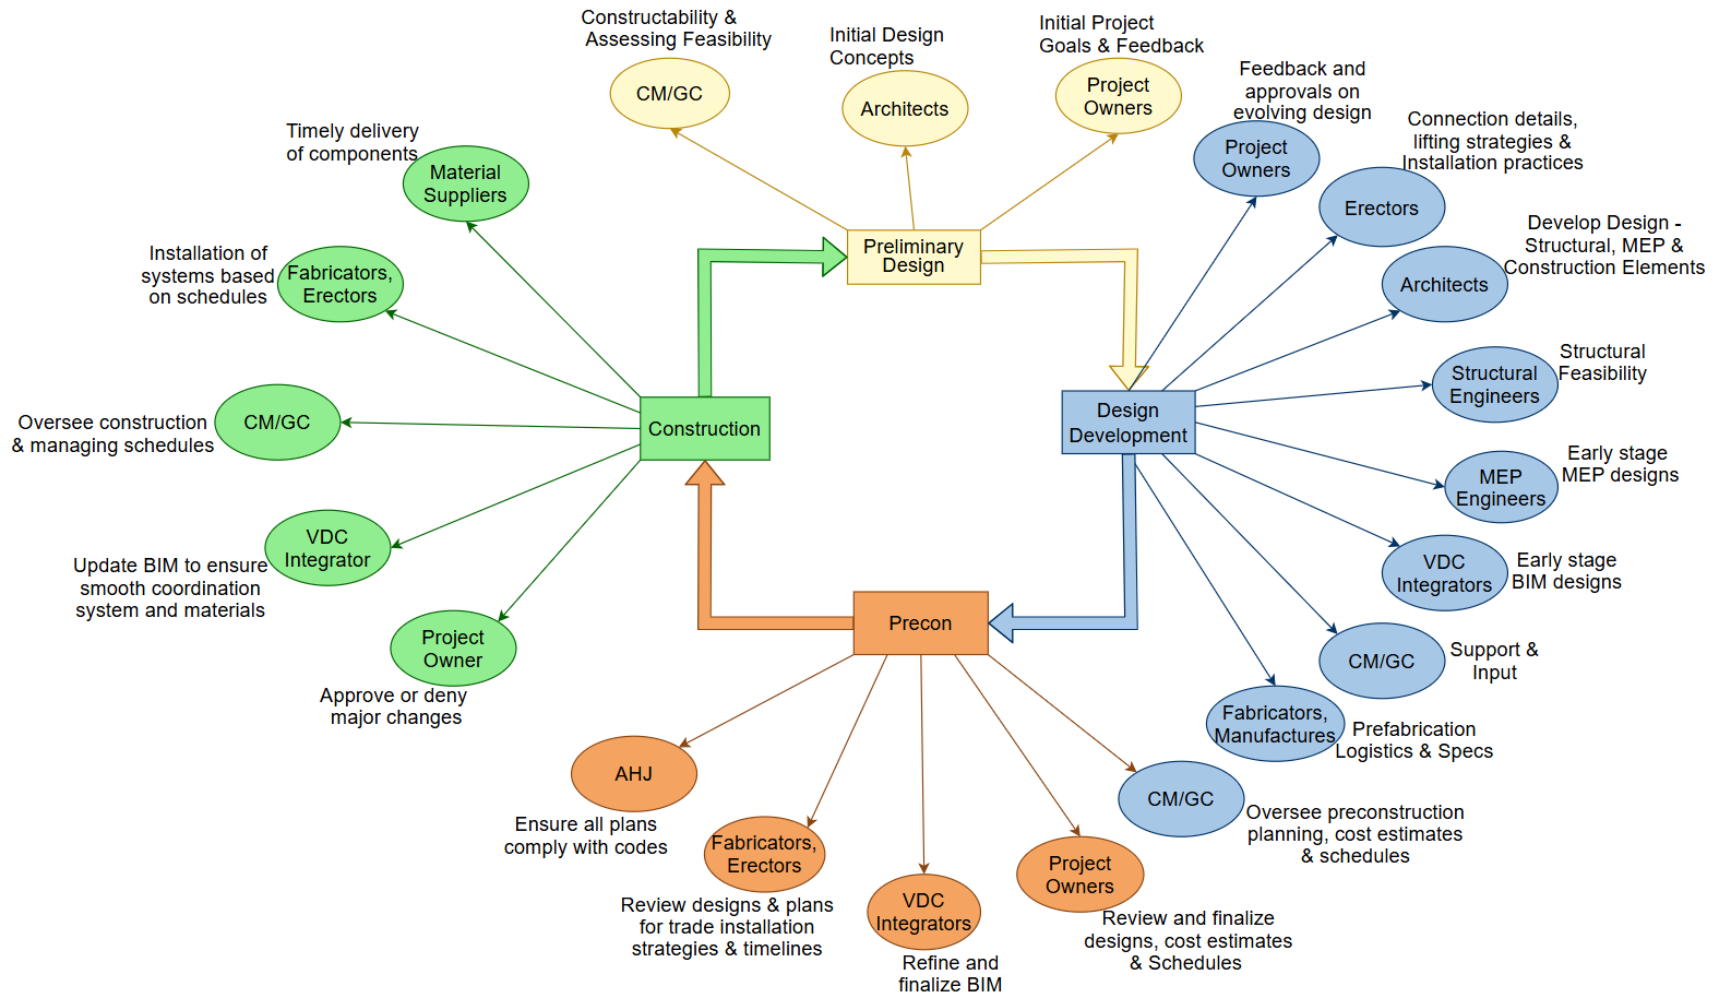 Constructability &
Assessing Feasibility
CM/GC
Initial Design
Concepts
Architects
Initial Project
Goals & Feedback
Project
Owners
Preliminary
Design
Feedback and
approvals on
evolving design
Project
Owners
Connection details,
lifting strategies &
Installation practices
Erectors
Develop Design -
Structural, MEP &
Construction Elements
Architects
Structural
Feasibility
Structural
Engineers
Early stage
MEP designs
MEP
Engineers
Early stage
BIM designs
VDC
Integrators
Support &
Input
CM/GC
Fabricators,
Manufactures
Prefabrication
Logistics & Specs
Design
Development
Precon
CM/GC
Oversee preconstruction
planning, cost estimates
& schedules
Project
Owners
Review and finalize
designs, cost estimates
& Schedules
VDC
Integrators
Refine and
finalize BIM
Fabricators,
Erectors
Review designs & plans
for trade installation
strategies & timelines
AHJ
Ensure all plans
comply with codes
Construction
Timely delivery
of components
Material
Suppliers
Installation of
systems based
on schedules
Fabricators,
Erectors
Oversee construction
& managing schedules
CM/GC
VDC
Integrator
Update BIM to ensure
smooth coordination
system and materials
Project
Owner
Approve or deny
major changes